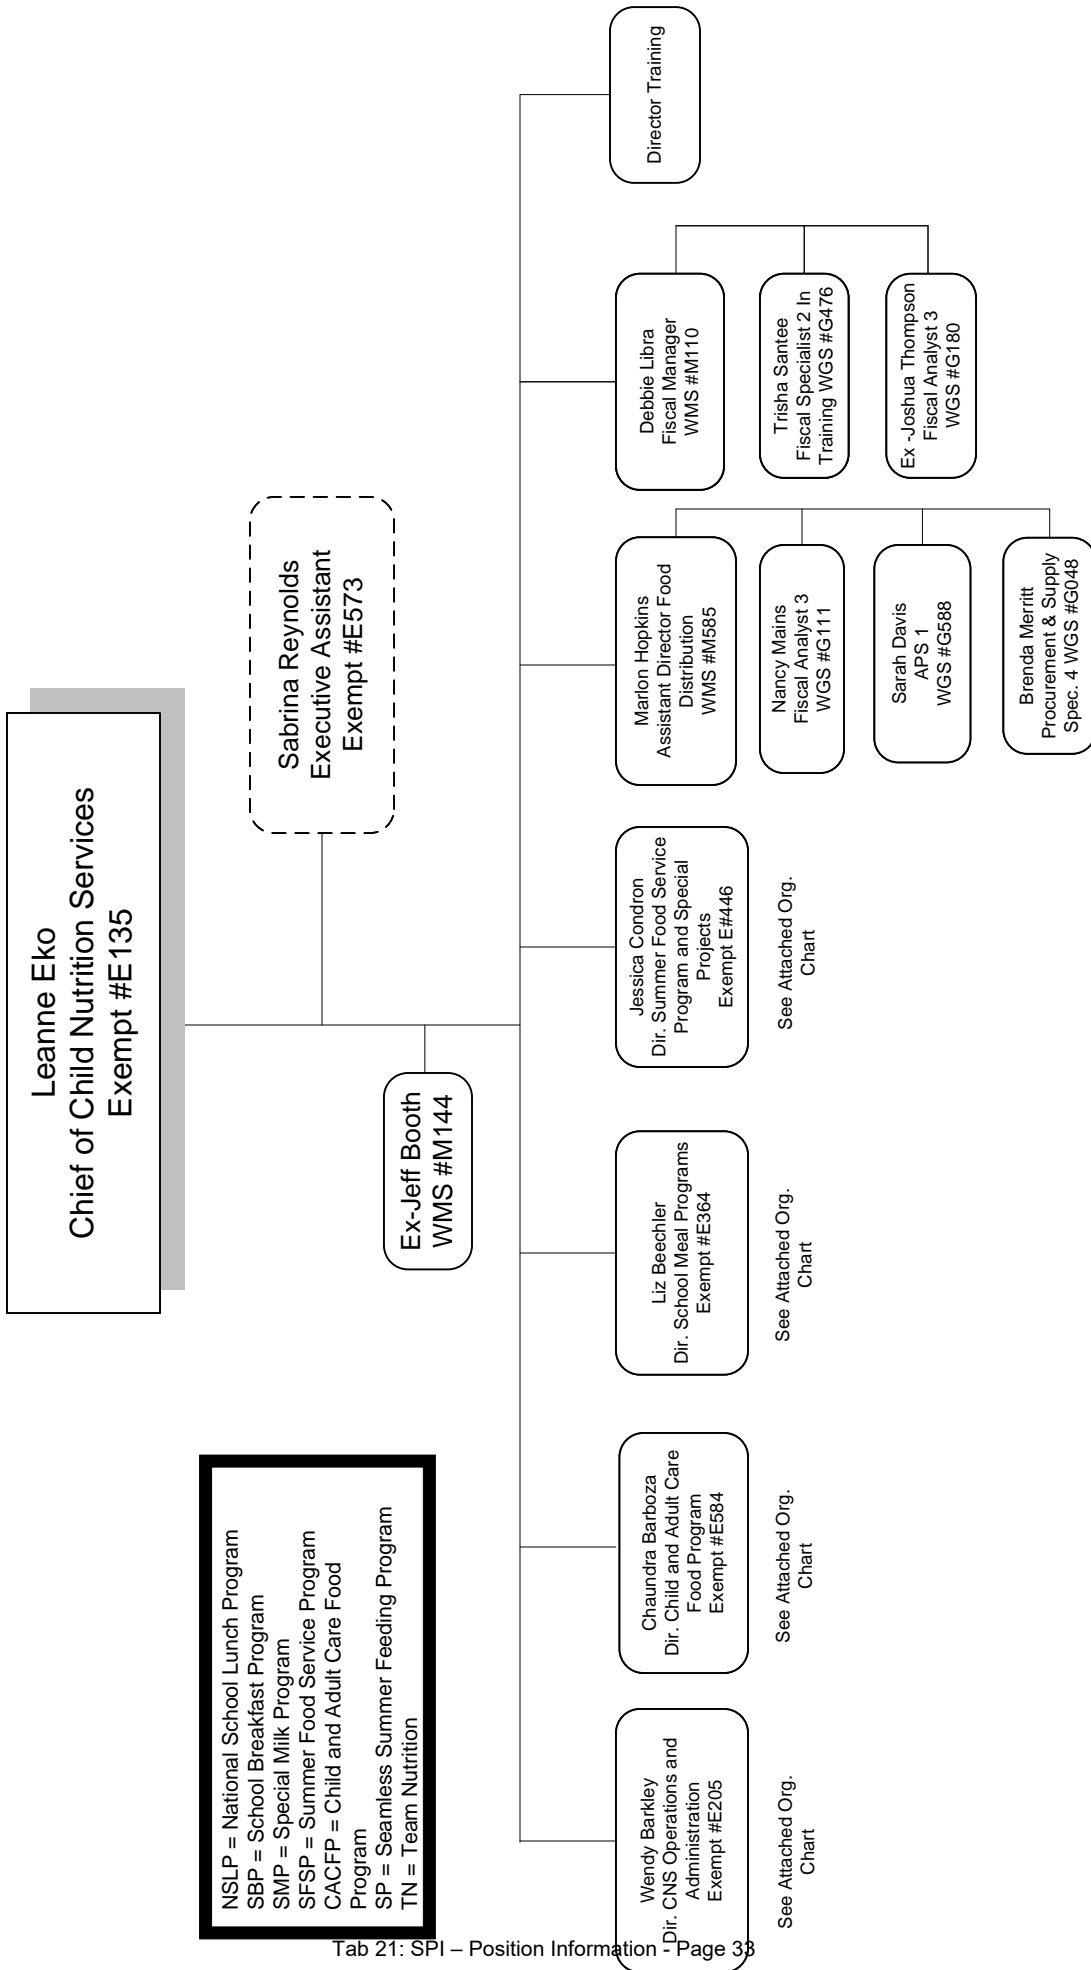 Leanne Eko
Chief of Child Nutrition Services
Exempt #E135
Sabrina Reynolds
Executive Assistant
Exempt #E573
Ex-Jeff Booth
WMS #M144
NSLP = National School Lunch Program
SBP = School Breakfast Program
SMP = Special Milk Program
SFSP = Summer Food Service Program
CACFP = Child and Adult Care Food
Program
SP = Seamless Summer Feeding Program
TN = Team Nutrition
Wendy Barkley
Dir. CNS Operations and
Administration
Exempt #E205
See Attached Org.
Chart
Chaundra Barboza
Dir. Child and Adult Care
Food Program
Exempt #E584
See Attached Org.
Chart
Liz Beechler
Dir. School Meal Programs
Exempt #E364
See Attached Org.
Chart
Jessica Condron
Dir. Summer Food Service
Program and Special
Projects
Exempt E#446
See Attached Org.
Chart
Marlon Hopkins
Assistant Director Food
Distribution
WMS #M585
Nancy Mains
Fiscal Analyst 3
WGS #G111
Sarah Davis
APS 1
WGS #G588
Brenda Merritt
Procurement & Supply
Spec. 4 WGS #G048
Debbie Libra
Fiscal Manager
WMS #M110
Trisha Santee
Fiscal Specialist 2 In
Training WGS #G476
Ex -Joshua Thompson
Fiscal Analyst 3
WGS #G180
Director Training
Tab 21: SPI – Position Information - Page 33